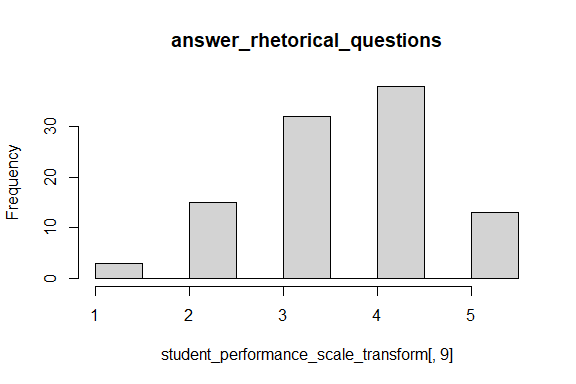 answer_rhetorical_questions
Frequency
30
20
10
0
1 2 3 4 5
student_performance_scale_transform[, 9]